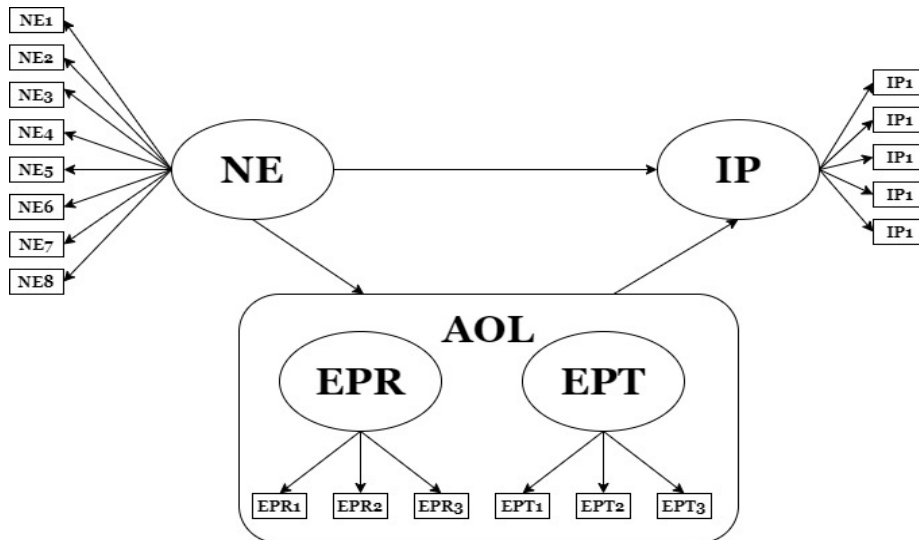 NE1
NE2
NE3
NE4
NE5
NE6
NE7
NE8
NE
IP
IP1
IP1
IP1
IP1
IP1
AOL
EPR
EPT
EPR1
EPR2
EPR3
EPT1
EPT2
EPT3